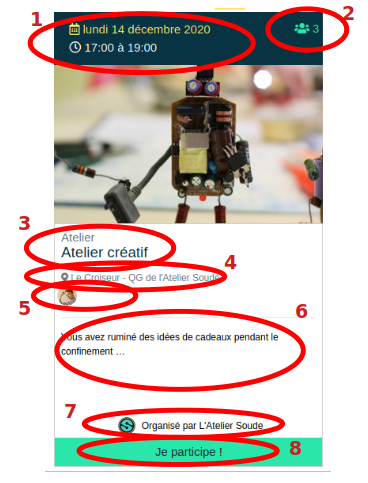 1
2
lundi 14 décembre 2020
3
17:00 à 19:00
3
Atelier
Atelier créatif
4
Le Croiseur - QG de l'Atelier Soude
5
6
Vous avez ruminé des idées de cadeaux pendant le
confinement ...
7
Organisé par L'Atelier Soude
Je participe !
8